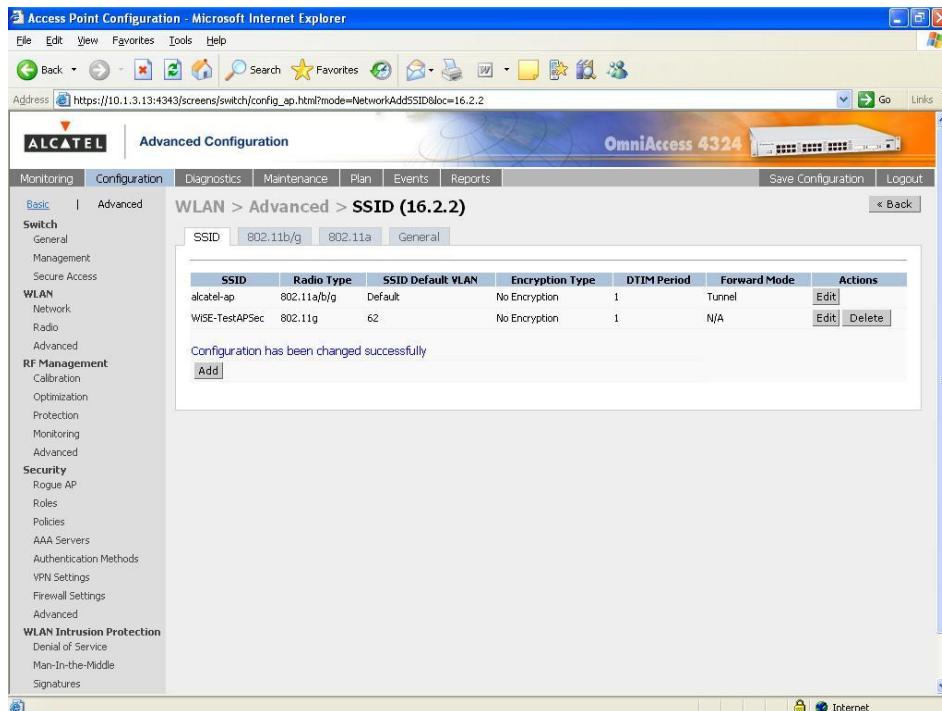 Access Point Configuration - Microsoft Internet Explorer
File Edit View Favorites Tools Help
Back Search Favorites
Address https://10.1.3.13:4343/screens/switch/config_ap.html?mode=NetworkAddSSID&loc=16.2.2 Go Links
ALCATEL Advanced Configuration OmniAccess 4324
Monitoring Configuration Diagnostics Maintenance Plan Events Reports Save Configuration Logout
Basic | Advanced
WLAN > Advanced > SSID (16.2.2) « Back
Switch
General
Management
Secure Access
WLAN
Network
Radio
Advanced
RF Management
Calibration
Optimization
Protection
Monitoring
Advanced
Security
Rogue AP
Roles
Policies
AAA Servers
Authentication Methods
VPN Settings
Firewall Settings
Advanced
WLAN Intrusion Protection
Denial of Service
Man-In-the-Middle
Signatures
SSID 802.11b/g 802.11a General
SSID Radio Type SSID Default VLAN Encryption Type DTIM Period Forward Mode Actions
alcatel-ap 802.11a/b/g Default No Encryption 1 Tunnel Edit
WiSE-TestAPSec 802.11g 62 No Encryption 1 N/A Edit Delete
Configuration has been changed successfully
Add
Internet